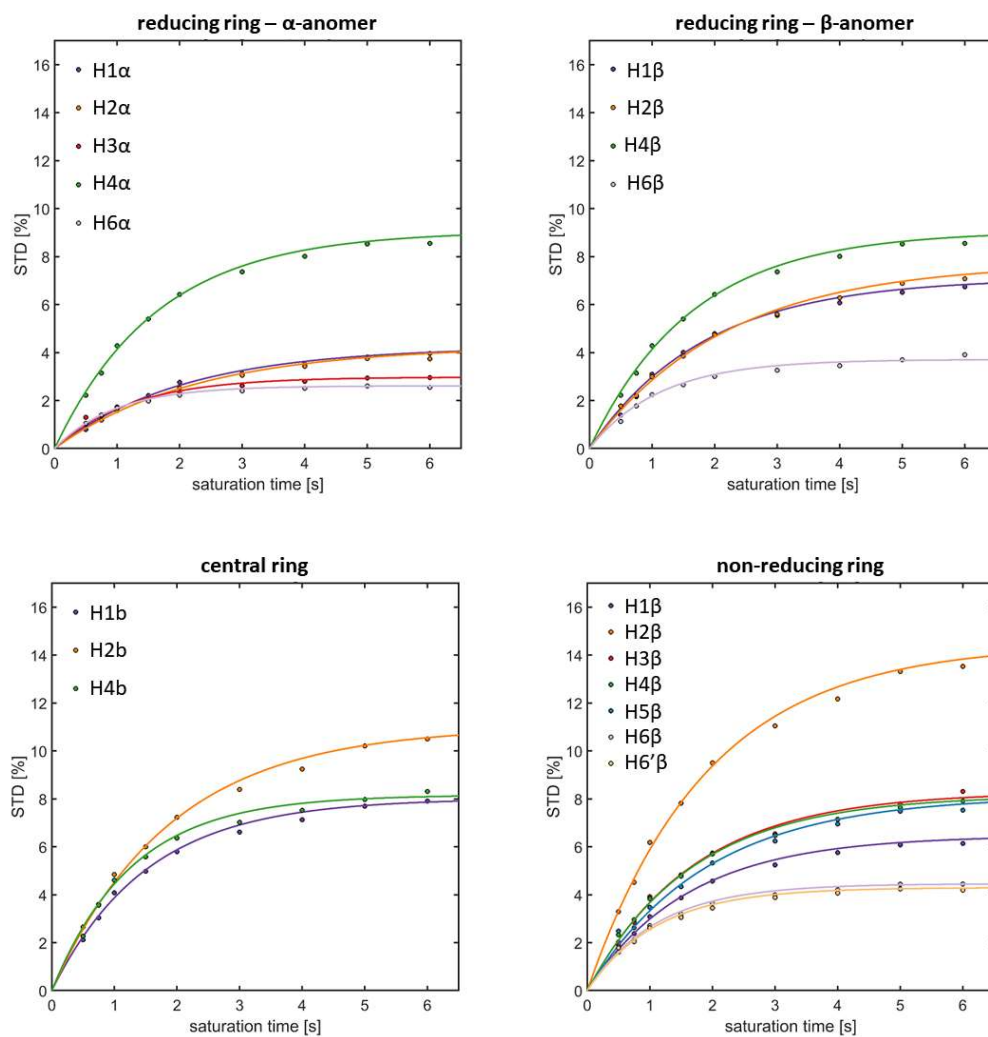 reducing ring – α-anomer
STD [%]
16
14
12
10
8
6
4
2
0
H1α
H2α
H3α
H4α
H6α
0 1 2 3 4 5 6
saturation time [s]
reducing ring – β-anomer
STD [%]
16
14
12
10
8
6
4
2
0
H1β
H2β
H4β
H6β
0 1 2 3 4 5 6
saturation time [s]
central ring
STD [%]
16
14
12
10
8
6
4
2
0
H1b
H2b
H4b
0 1 2 3 4 5 6
saturation time [s]
non-reducing ring
STD [%]
16
14
12
10
8
6
4
2
0
H1β
H2β
H3β
H4β
H5β
H6β
H6’β
0 1 2 3 4 5 6
saturation time [s]